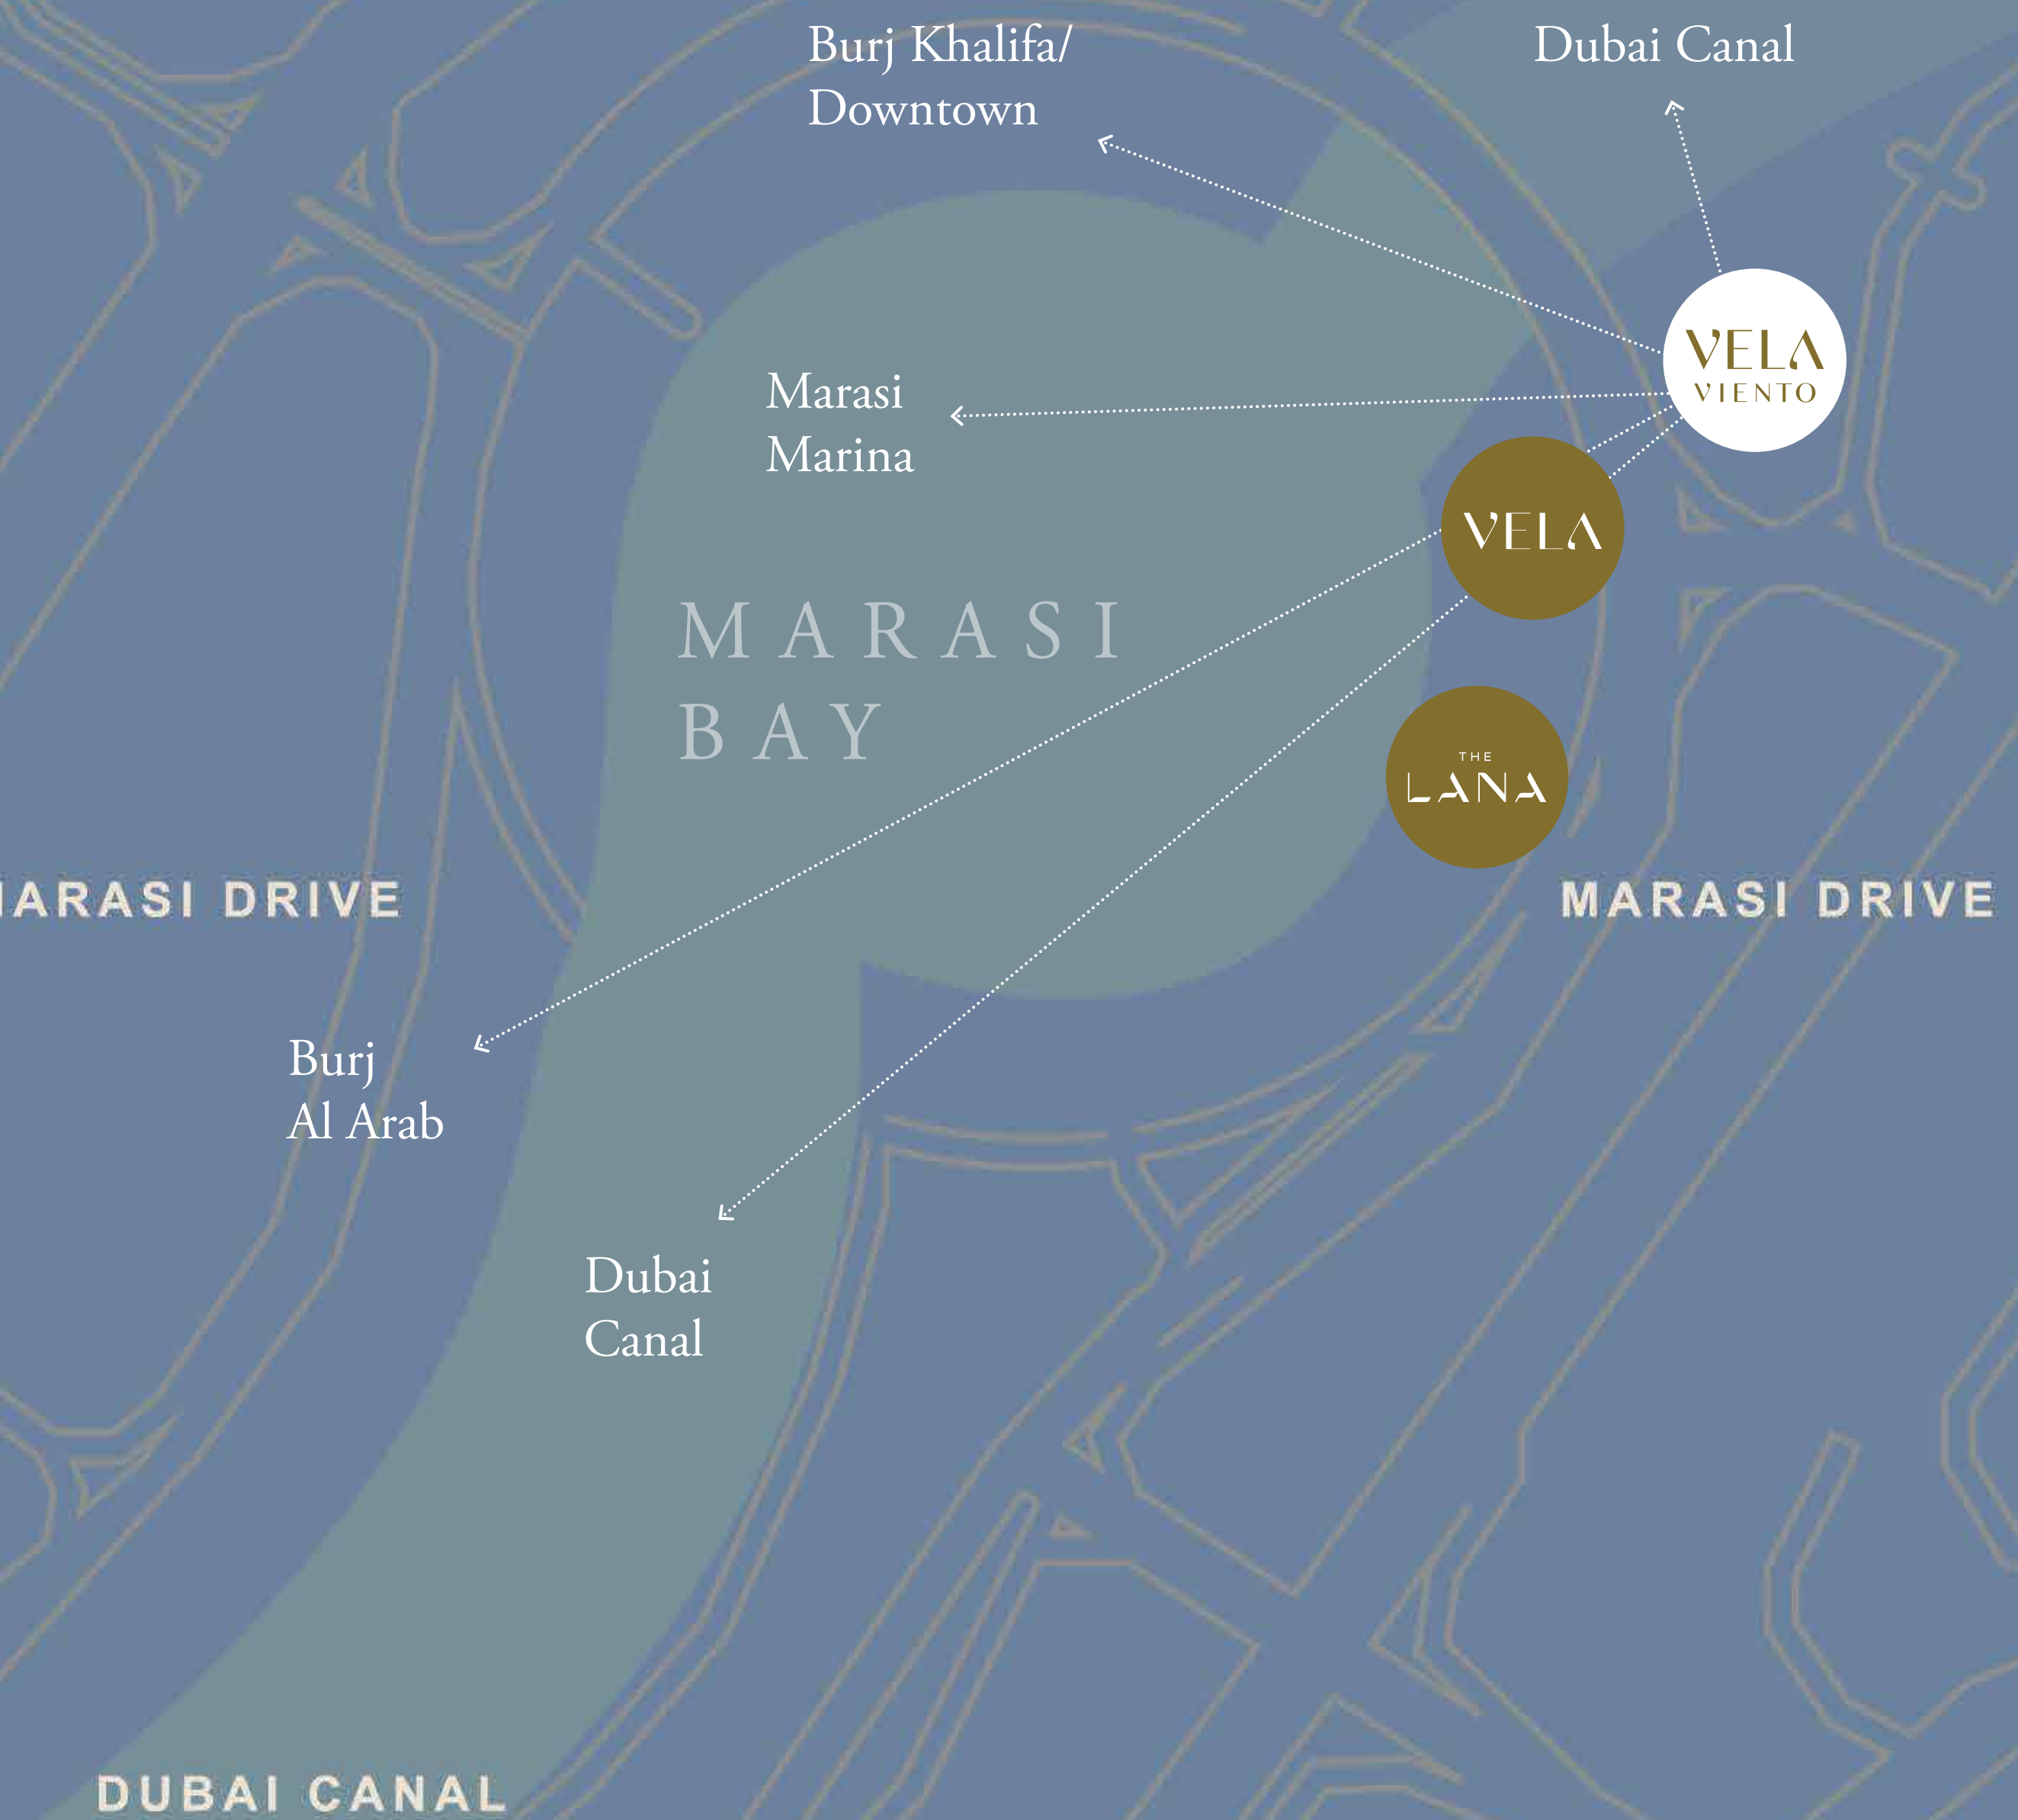 Burj Khalifa/
Downtown
Dubai Canal
VELA
VIENTO
Marasi
Marina
VELA
MARASI
BAY
THE
LANA
ARASI DRIVE
MARASI DRIVE
Burj
Al Arab
Dubai
Canal
DUBAI CANAL